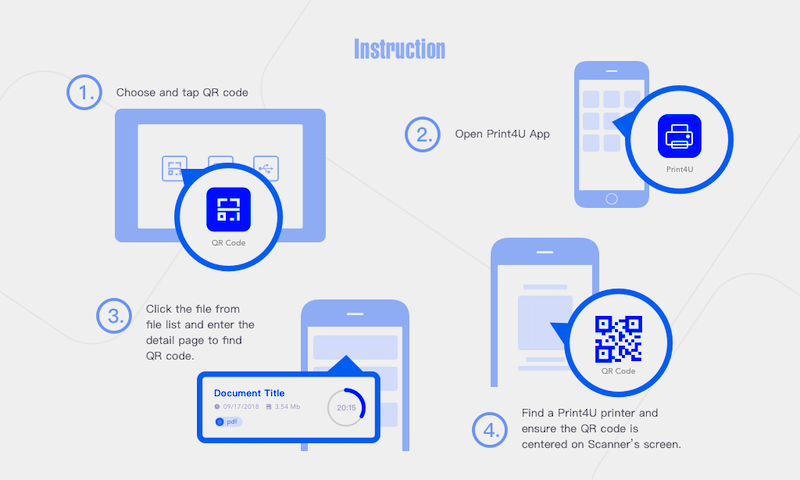 Instruction
1.
Choose and tap QR code
QR Code
2.
Open Print4U App
Print4U
3.
Click the file from
file list and enter the
detail page to find
QR code.
Document Title
09/17/2018 3.54 Mb
pdf
20:15
QR Code
4.
Find a Print4U printer and
ensure the QR code is
centered on Scanner's screen.